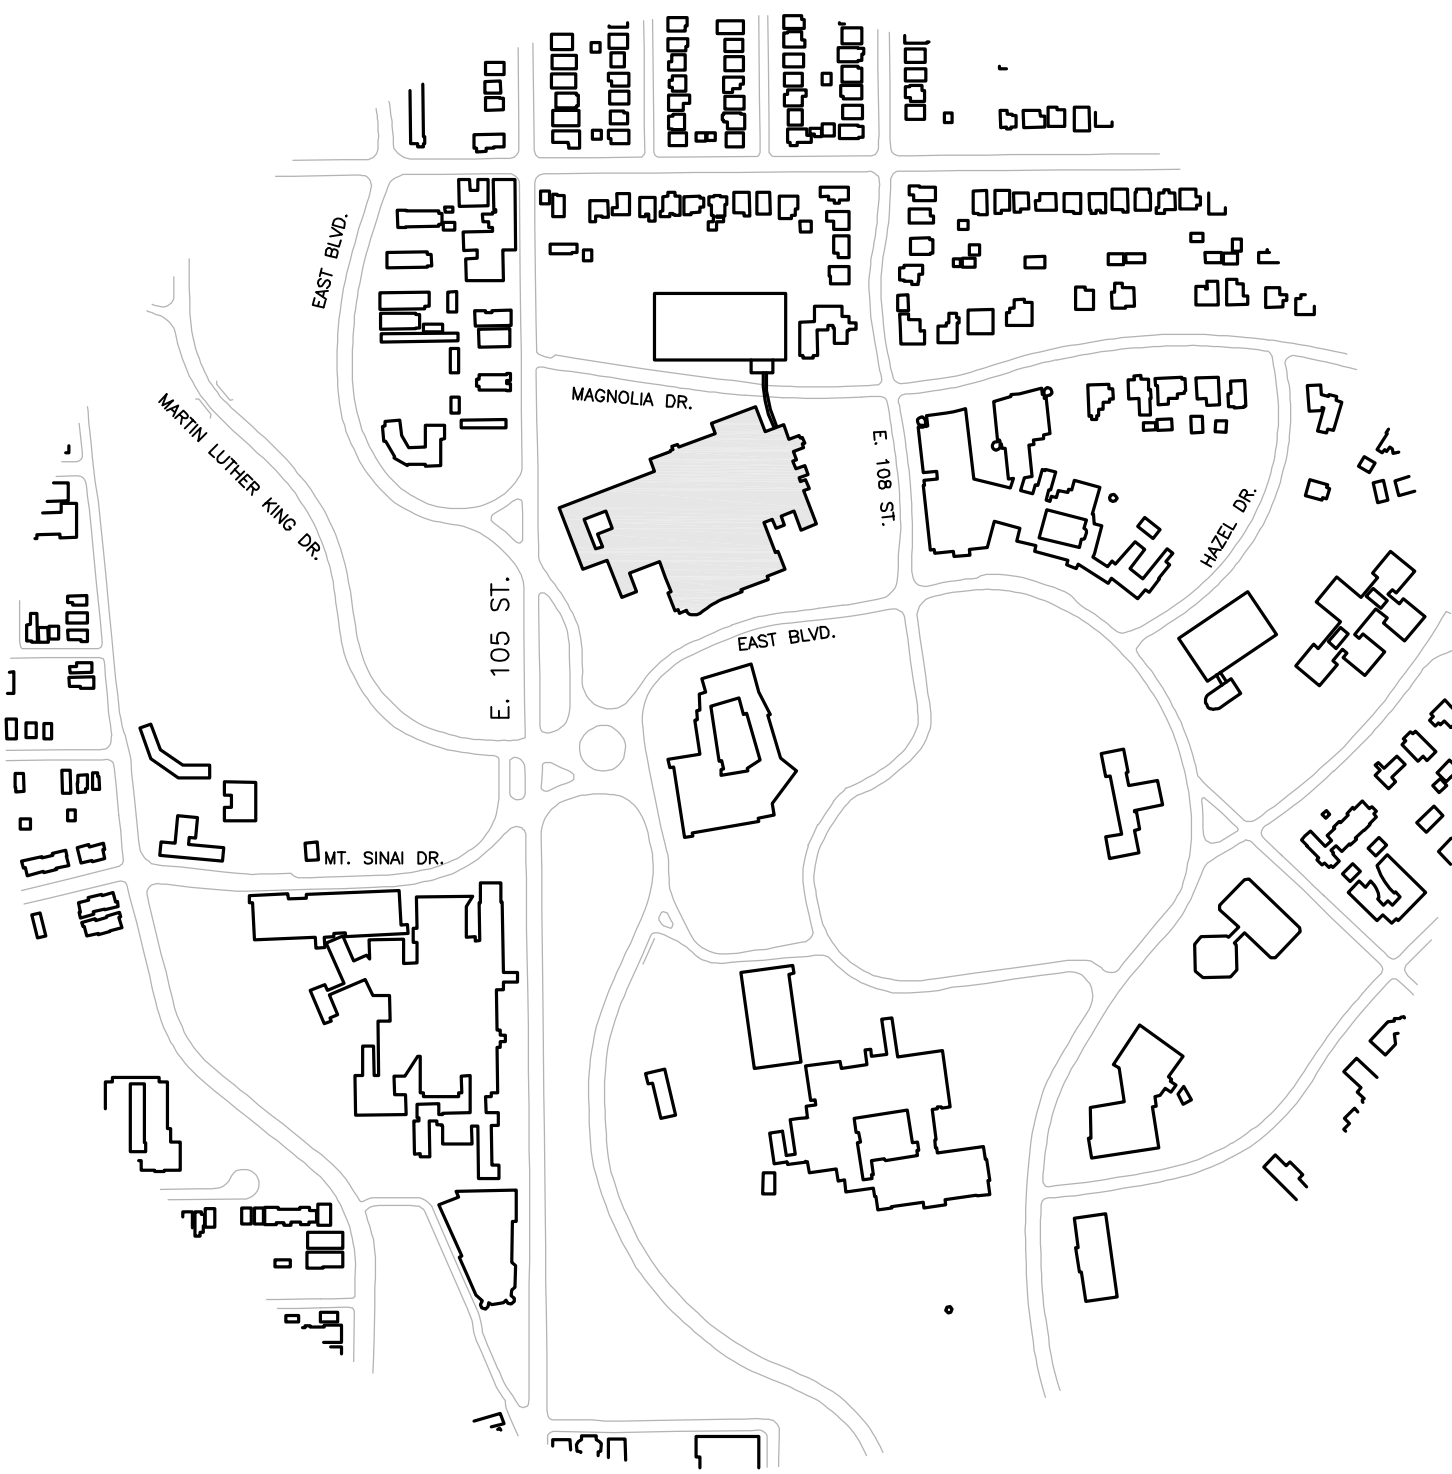 EAST BLVD.
MAGNOLIA DR.
MARTIN LUTHER KING DR.
E. 108 ST.
HAZEL DR.
E. 105 ST.
EAST BLVD.
MT. SINAI DR.